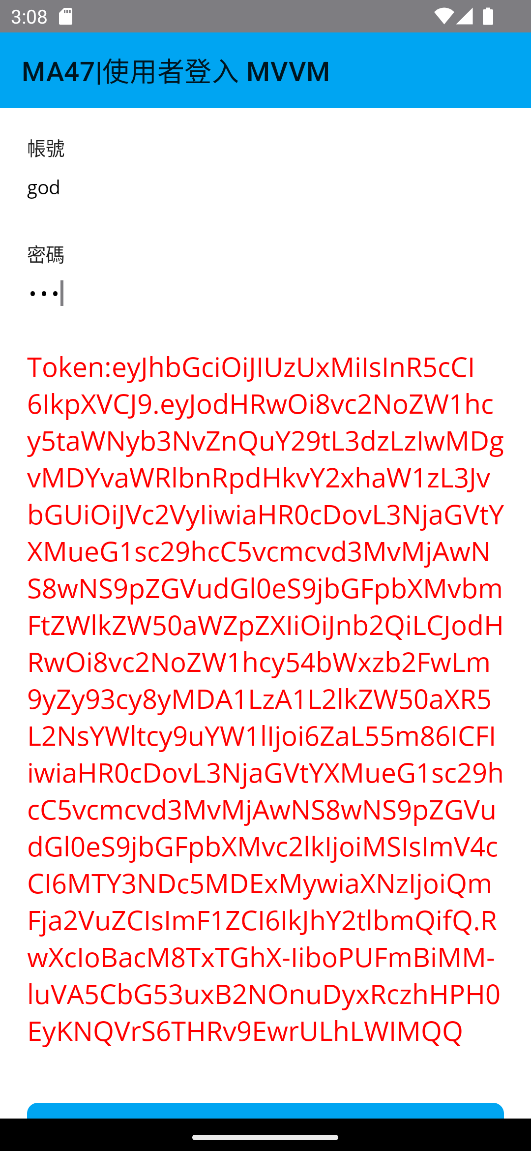 3:08
MA47|使用者登入 MVVM
帳號
god
密碼
•••
Token:eyJhbGciOiJIUzUxMiIsInR5cCI
6IkpXVCJ9.eyJodHRwOi8vc2NoZW1hc
y5taWNyb3NvZnQuY29tL3dzLzIwMDg
vMDYvaWRlbnRpdHkvY2xhaW1zL3Jv
bGUiOiJVc2VyIiwiaHR0cDovL3NjaGVtY
XMueG1sc29hcC5vcmcvd3MvMjAwN
S8wNS9pZGVudGl0eS9jbGFpbXMvbm
FtZWlkZW50aWZpZXIiOiJnb2QiLCJodH
RwOi8vc2NoZW1hcy54bWxzb2FwLm
9yZy93cy8yMDA1LzA1L2lkZW50aXR5
L2NsYWltcy9uYW1lIjoi6ZaL55m86ICFI
iwiaHR0cDovL3NjaGVtYXMueG1sc29h
cC5vcmcvd3MvMjAwNS8wNS9pZGVu
dGl0eS9jbGFpbXMvc2lkIjoiMSIsImV4c
CI6MTY3NDc5MDExMywiaXNzIjoiQm
Fja2VuZCIsImF1ZCI6IkJhY2tlbmQifQ.R
wXcIoBacM8TxTGhX-IiboPUFmBiMM-
luVA5CbG53uxB2NOnuDyxRczhHPH0
EyKNQVrS6THRv9EwrULhLWIMQQ